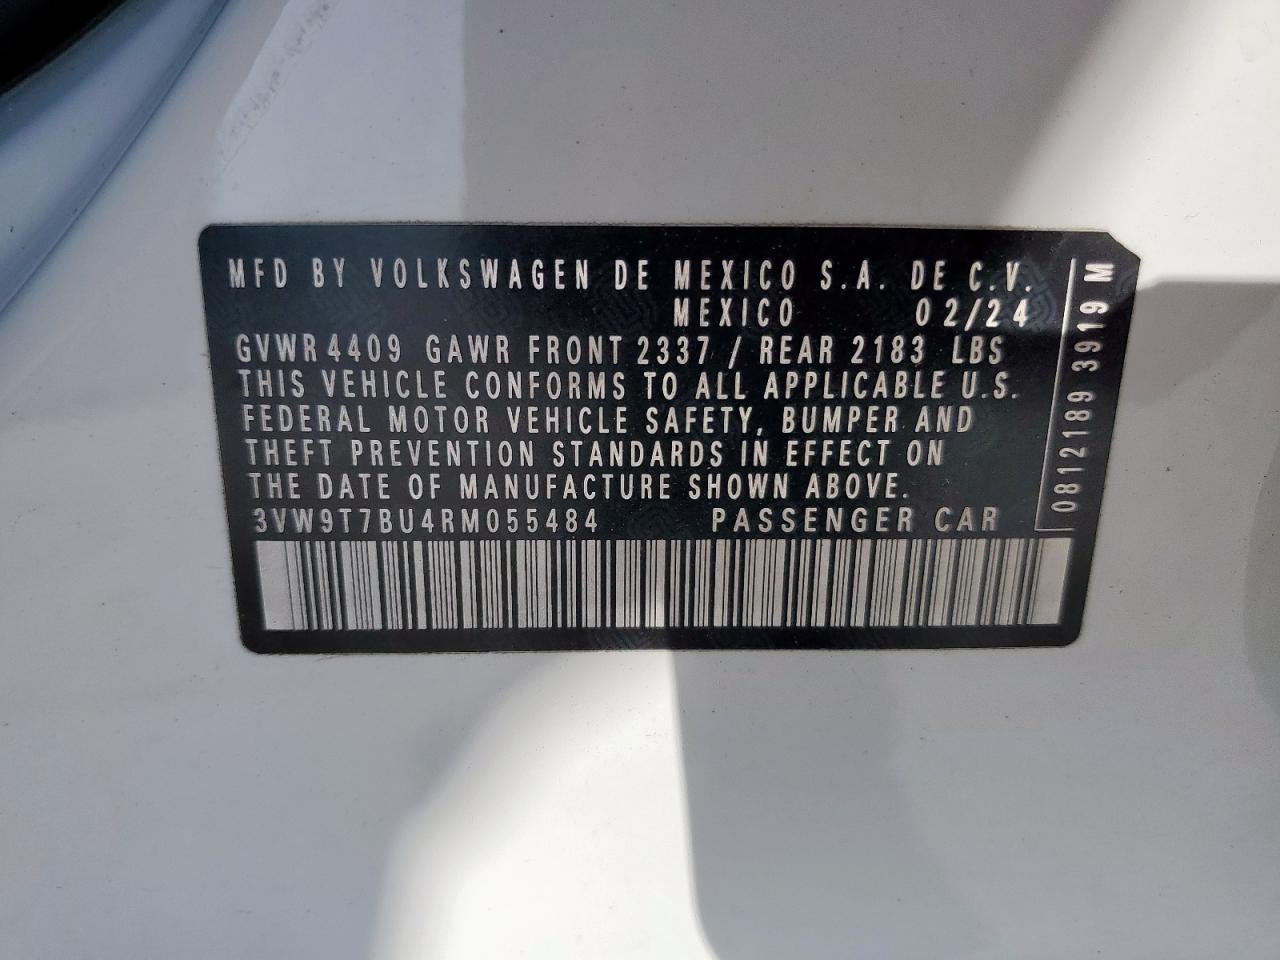 MFD BY VOLKSWAGEN DE MEXICO S.A. DE C.V.
MEXICO 02/24
GVWR 4409 GAWR FRONT 2337 / REAR 2183 LBS
THIS VEHICLE CONFORMS TO ALL APPLICABLE U.S.
FEDERAL MOTOR VEHICLE SAFETY, BUMPER AND
THEFT PREVENTION STANDARDS IN EFFECT ON
THE DATE OF MANUFACTURE SHOWN ABOVE.
3VW9T7BU4RM055484 PASSENGER CAR
0812189 3919 M